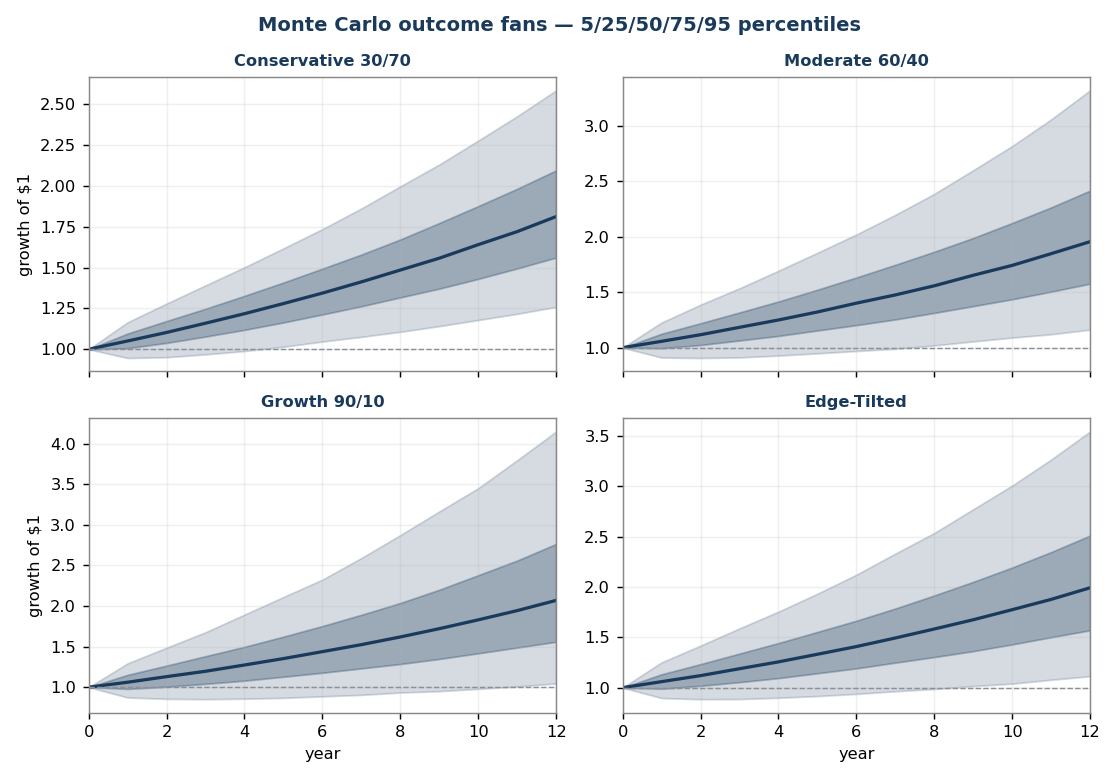 Monte Carlo outcome fans — 5/25/50/75/95 percentiles
Conservative 30/70
2.50
2.25
2.00
1.75
1.50
1.25
1.00
growth of $1
Moderate 60/40
3.0
2.5
2.0
1.5
1.0
Growth 90/10
4.0
3.5
3.0
2.5
2.0
1.5
1.0
growth of $1
0 2 4 6 8 10 12
year
Edge-Tilted
3.5
3.0
2.5
2.0
1.5
1.0
0 2 4 6 8 10 12
year